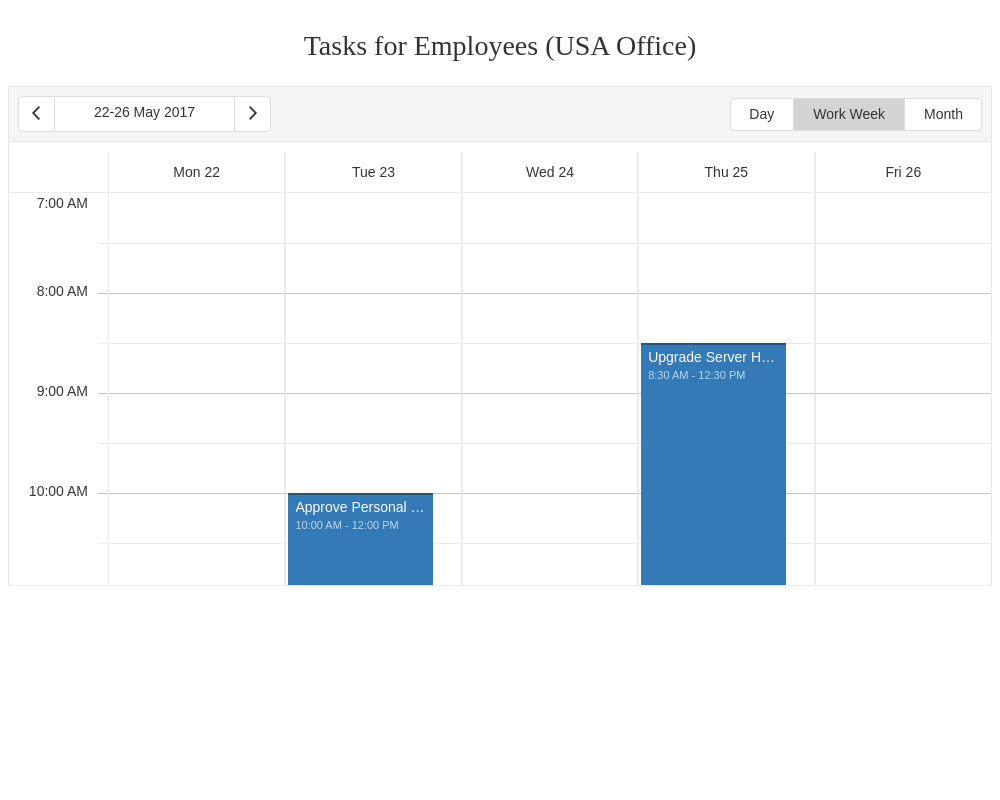 Tasks for Employees (USA Office)
22-26 May 2017
Day
Work Week
Month
Mon 22
Tue 23
Wed 24
Thu 25
Fri 26
7:00 AM
8:00 AM
Upgrade Server H…
8:30 AM - 12:30 PM
9:00 AM
10:00 AM
Approve Personal …
10:00 AM - 12:00 PM